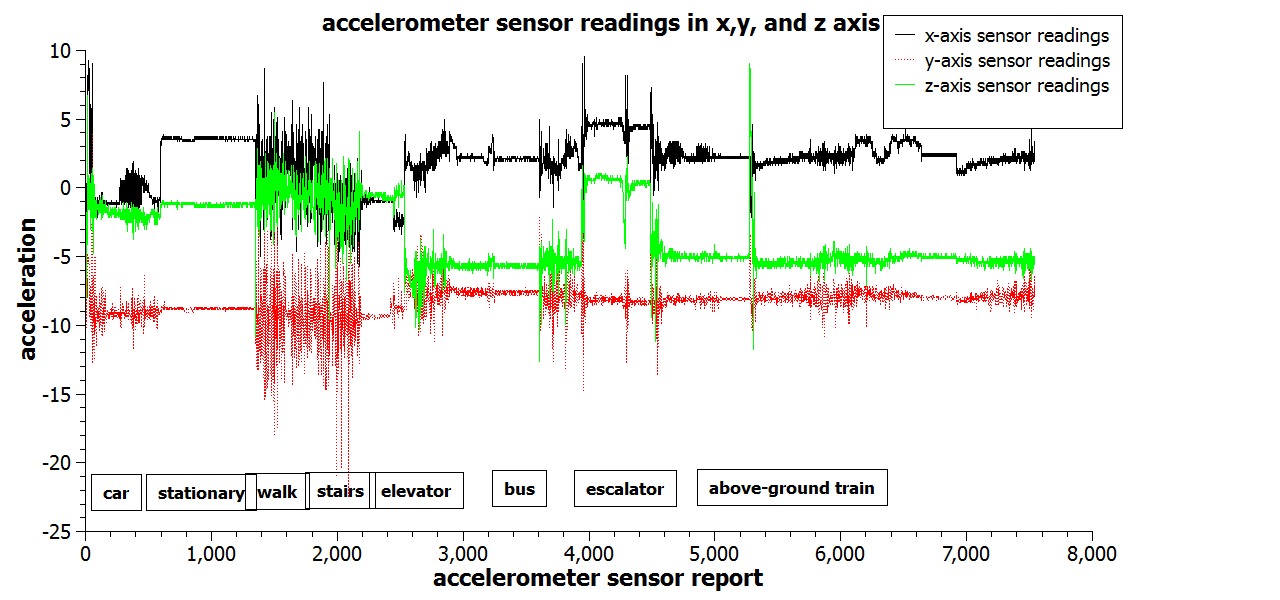 accelerometer sensor readings in x,y, and z axis
x-axis sensor readings
y-axis sensor readings
z-axis sensor readings
10
5
0
-5
-10
-15
-20
-25
acceleration
car
stationary
walk
stairs
elevator
bus
escalator
above-ground train
0
1,000
2,000
3,000
4,000
5,000
6,000
7,000
8,000
accelerometer sensor report